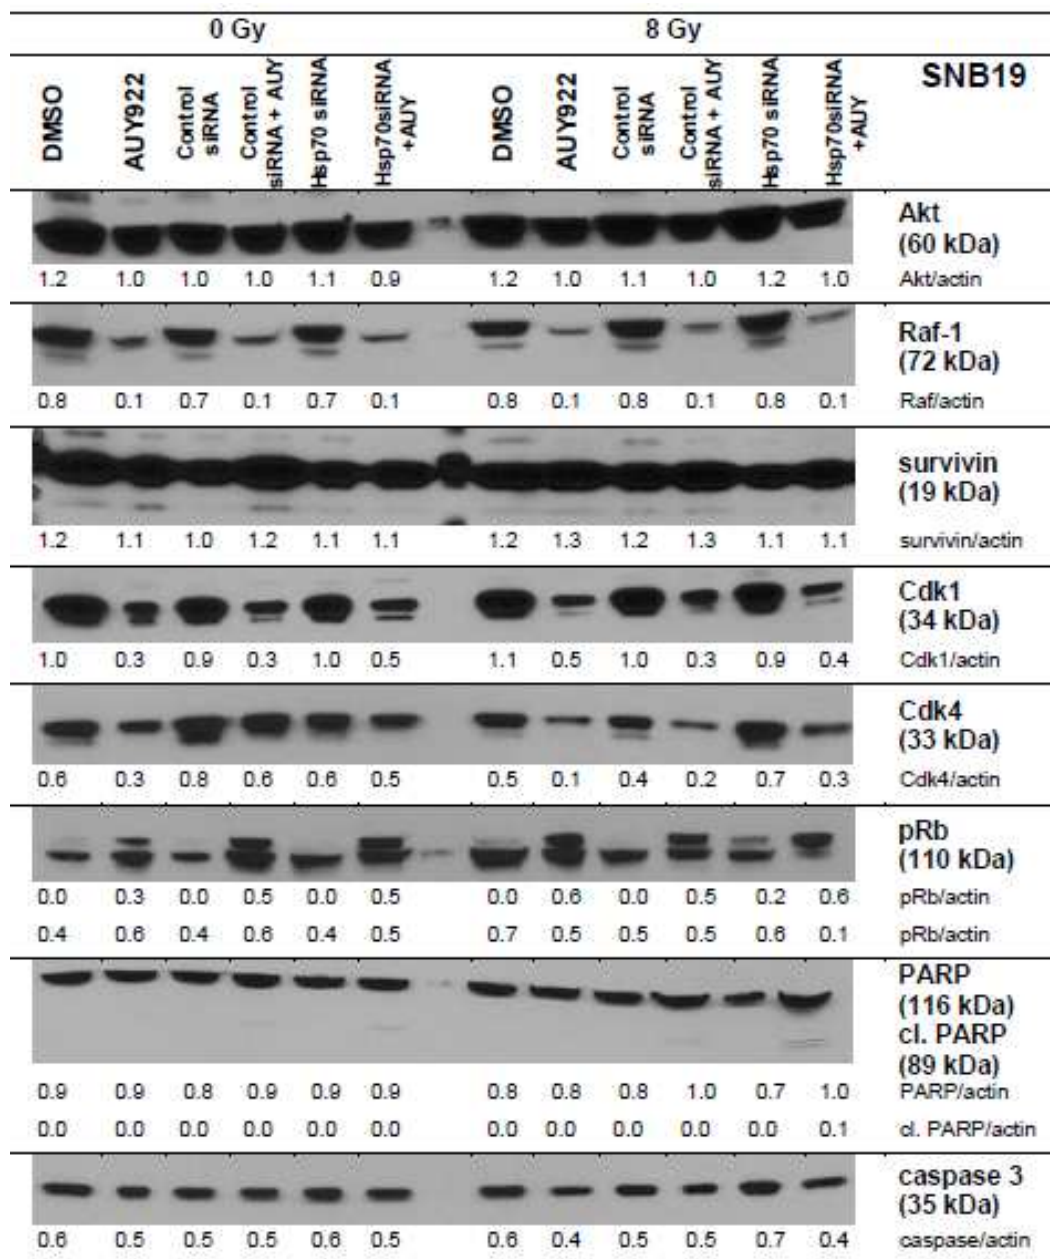 0 Gy 8 Gy
DMSO AUY922 Control siRNA Control siRNA + AUY Hsp70 siRNA Hsp70siRNA +AUY DMSO AUY922 Control siRNA Control siRNA + AUY Hsp70 siRNA Hsp70siRNA +AUY SNB19
Akt
(60 kDa)
1.2 1.0 1.0 1.0 1.1 0.9 1.2 1.0 1.1 1.0 1.2 1.0 Akt/actin
Raf-1
(72 kDa)
0.8 0.1 0.7 0.1 0.7 0.1 0.8 0.1 0.8 0.1 0.8 0.1 Raf/actin
survivin
(19 kDa)
1.2 1.1 1.0 1.2 1.1 1.1 1.2 1.3 1.2 1.3 1.1 1.1 survivin/actin
Cdk1
(34 kDa)
1.0 0.3 0.9 0.3 1.0 0.5 1.1 0.5 1.0 0.3 0.9 0.4 Cdk1/actin
Cdk4
(33 kDa)
0.6 0.3 0.8 0.6 0.6 0.5 0.5 0.1 0.4 0.2 0.7 0.3 Cdk4/actin
pRb
(110 kDa)
0.0 0.3 0.0 0.5 0.0 0.5 0.0 0.6 0.0 0.5 0.2 0.6 pRb/actin
0.4 0.6 0.4 0.6 0.4 0.5 0.7 0.5 0.5 0.5 0.6 0.1 pRb/actin
PARP
(116 kDa)
cl. PARP
(89 kDa)
0.9 0.9 0.8 0.9 0.9 0.9 0.8 0.8 0.8 1.0 0.7 1.0 PARP/actin
0.0 0.0 0.0 0.0 0.0 0.0 0.0 0.0 0.0 0.0 0.0 0.1 cl. PARP/actin
caspase 3
(35 kDa)
0.6 0.5 0.5 0.5 0.6 0.5 0.6 0.4 0.5 0.5 0.7 0.4 caspase/actin